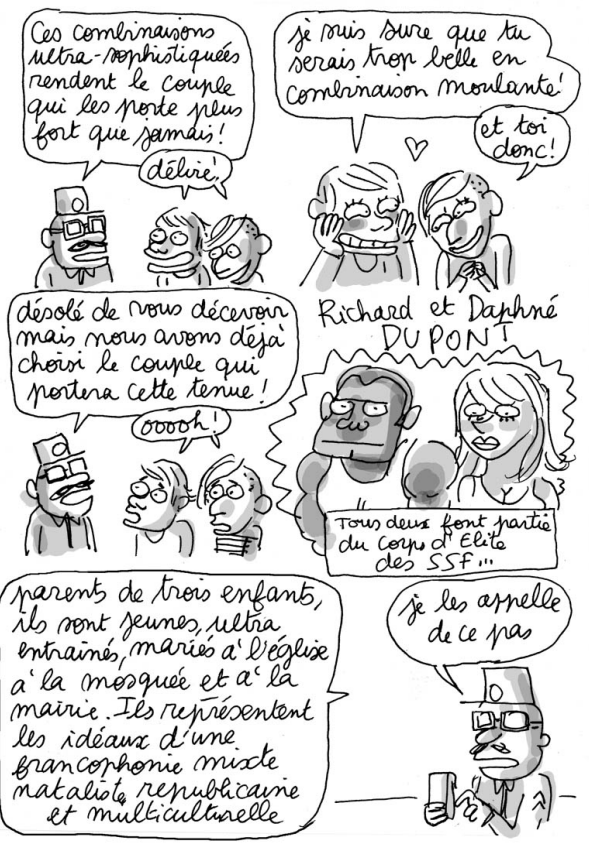 Ces combinaisons
ultra-sophistiquées
rendent le couple
qui les porte plus
fort que jamais!
délire!
je suis sure que tu
serais trop belle en
combinaison moulante!
et toi
donc!
désolé de vous décevoir
mais nous avons déjà
choisi le couple qui
portera cette tenue!
ooooh!
Richard et Daphné
DUPONT
Tous deux font partie
du Corps d'Elite
des SSF...
parents de trois enfants,
ils sont jeunes, ultra
entrainés, mariés à l'église
à la mosquée et à la
mairie. Ils représentent
les idéaux d'une
francophonie mixte
nataliste republicaine
et multiculturelle
je les appelle
de ce pas